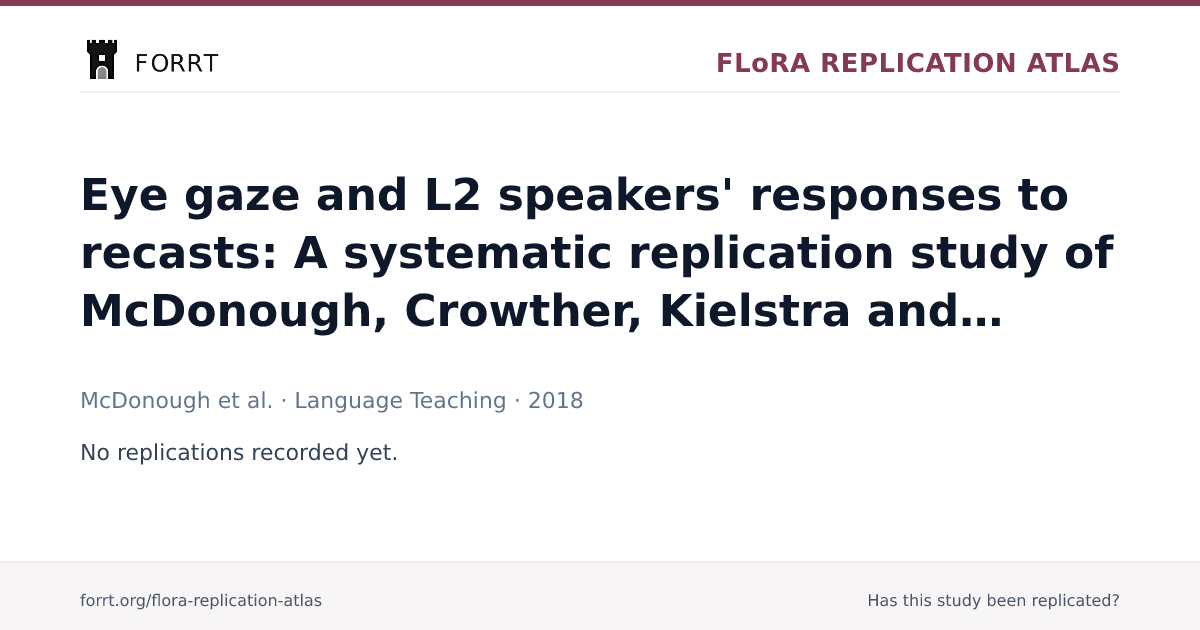 FORRT
FLoRA REPLICATION ATLAS
Eye gaze and L2 speakers' responses to
recasts: A systematic replication study of
McDonough, Crowther, Kielstra and…
McDonough et al. · Language Teaching · 2018
No replications recorded yet.
forrt.org/flora-replication-atlas
Has this study been replicated?